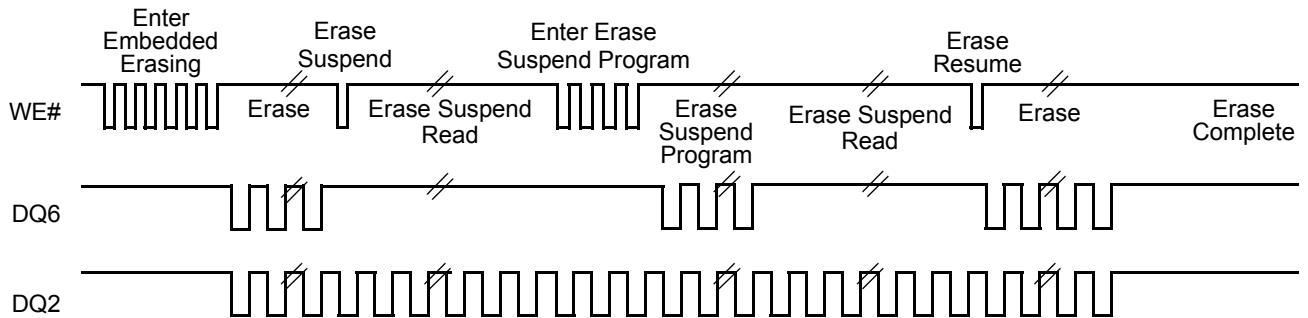 Enter
Embedded
Erasing
Erase
Suspend
Enter Erase
Suspend Program
Erase
Resume
WE#
Erase
Erase Suspend
Read
Erase
Suspend
Program
Erase Suspend
Read
Erase
Erase
Complete
DQ6
DQ2